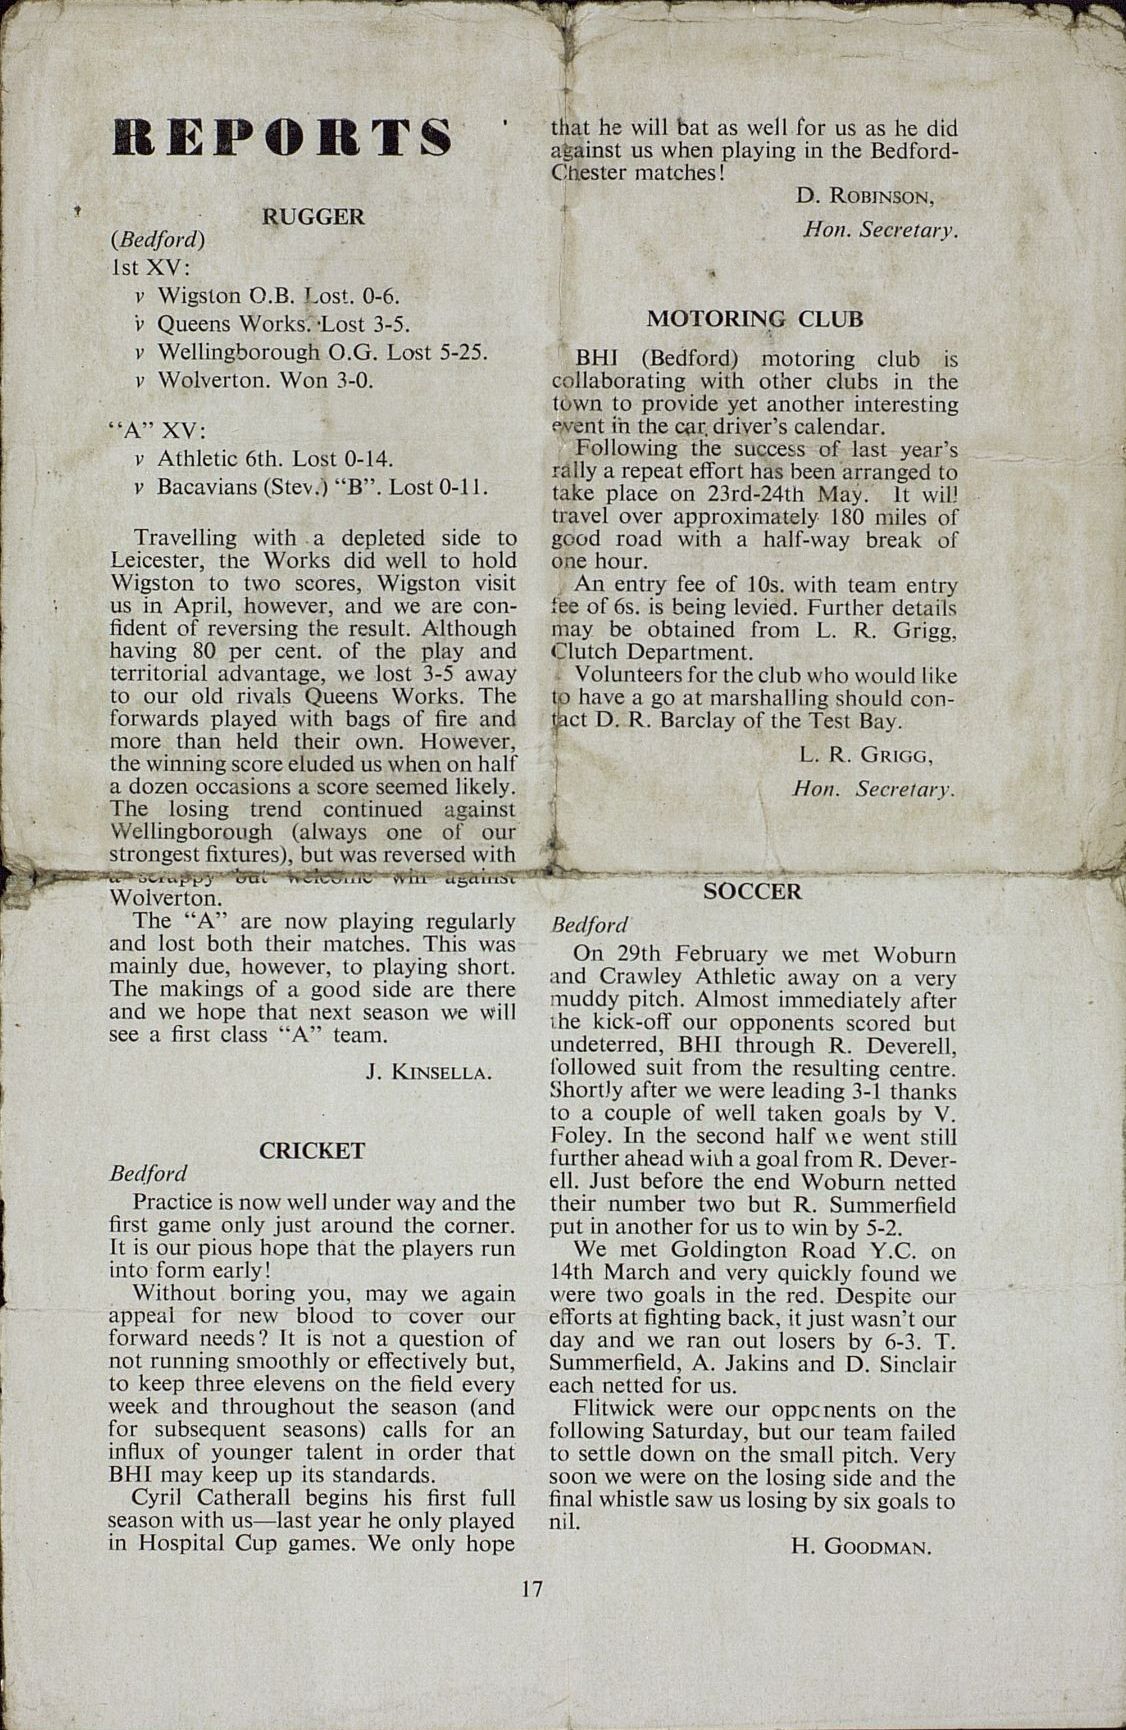 REPORTS
RUGGER
(Bedford)
1st XV:
v Wigston O.B. Lost. 0-6.
v Queens Works. Lost 3-5.
v Wellingborough O.G. Lost 5-25.
v Wolverton. Won 3-0.
“A” XV:
v Athletic 6th. Lost 0-14.
v Bacavians (Stev.) “B”. Lost 0-11.
Travelling with a depleted side to
Leicester, the Works did well to hold
Wigston to two scores, Wigston visit
us in April, however, and we are con-
fident of reversing the result. Although
having 80 per cent. of the play and
territorial advantage, we lost 3-5 away
to our old rivals Queens Works. The
forwards played with bags of fire and
more than held their own. However,
the winning score eluded us when on half
a dozen occasions a score seemed likely.
The losing trend continued against
Wellingborough (always one of our
strongest fixtures), but was reversed with
a scrappy but welcome win against
Wolverton.
The “A” are now playing regularly
and lost both their matches. This was
mainly due, however, to playing short.
The makings of a good side are there
and we hope that next season we will
see a first class “A” team.
J. KINSELLA.
CRICKET
Bedford
Practice is now well under way and the
first game only just around the corner.
It is our pious hope that the players run
into form early!
Without boring you, may we again
appeal for new blood to cover our
forward needs? It is not a question of
not running smoothly or effectively but,
to keep three elevens on the field every
week and throughout the season (and
for subsequent seasons) calls for an
influx of younger talent in order that
BHI may keep up its standards.
Cyril Catherall begins his first full
season with us—last year he only played
in Hospital Cup games. We only hope
that he will bat as well for us as he did
against us when playing in the Bedford-
Chester matches!
D. ROBINSON,
Hon. Secretary.
MOTORING CLUB
BHI (Bedford) motoring club is
collaborating with other clubs in the
town to provide yet another interesting
event in the car driver’s calendar.
Following the success of last year’s
rally a repeat effort has been arranged to
take place on 23rd-24th May. It will
travel over approximately 180 miles of
good road with a half-way break of
one hour.
An entry fee of 10s. with team entry
fee of 6s. is being levied. Further details
may be obtained from L. R. Grigg,
Clutch Department.
Volunteers for the club who would like
to have a go at marshalling should con-
tact D. R. Barclay of the Test Bay.
L. R. GRIGG,
Hon. Secretary.
SOCCER
Bedford
On 29th February we met Woburn
and Crawley Athletic away on a very
muddy pitch. Almost immediately after
the kick-off our opponents scored but
undeterred, BHI through R. Deverell,
followed suit from the resulting centre.
Shortly after we were leading 3-1 thanks
to a couple of well taken goals by V.
Foley. In the second half we went still
further ahead with a goal from R. Dever-
ell. Just before the end Woburn netted
their number two but R. Summerfield
put in another for us to win by 5-2.
We met Goldington Road Y.C. on
14th March and very quickly found we
were two goals in the red. Despite our
efforts at fighting back, it just wasn’t our
day and we ran out losers by 6-3. T.
Summerfield, A. Jakins and D. Sinclair
each netted for us.
Flitwick were our opponents on the
following Saturday, but our team failed
to settle down on the small pitch. Very
soon we were on the losing side and the
final whistle saw us losing by six goals to
nil.
H. GOODMAN.
17